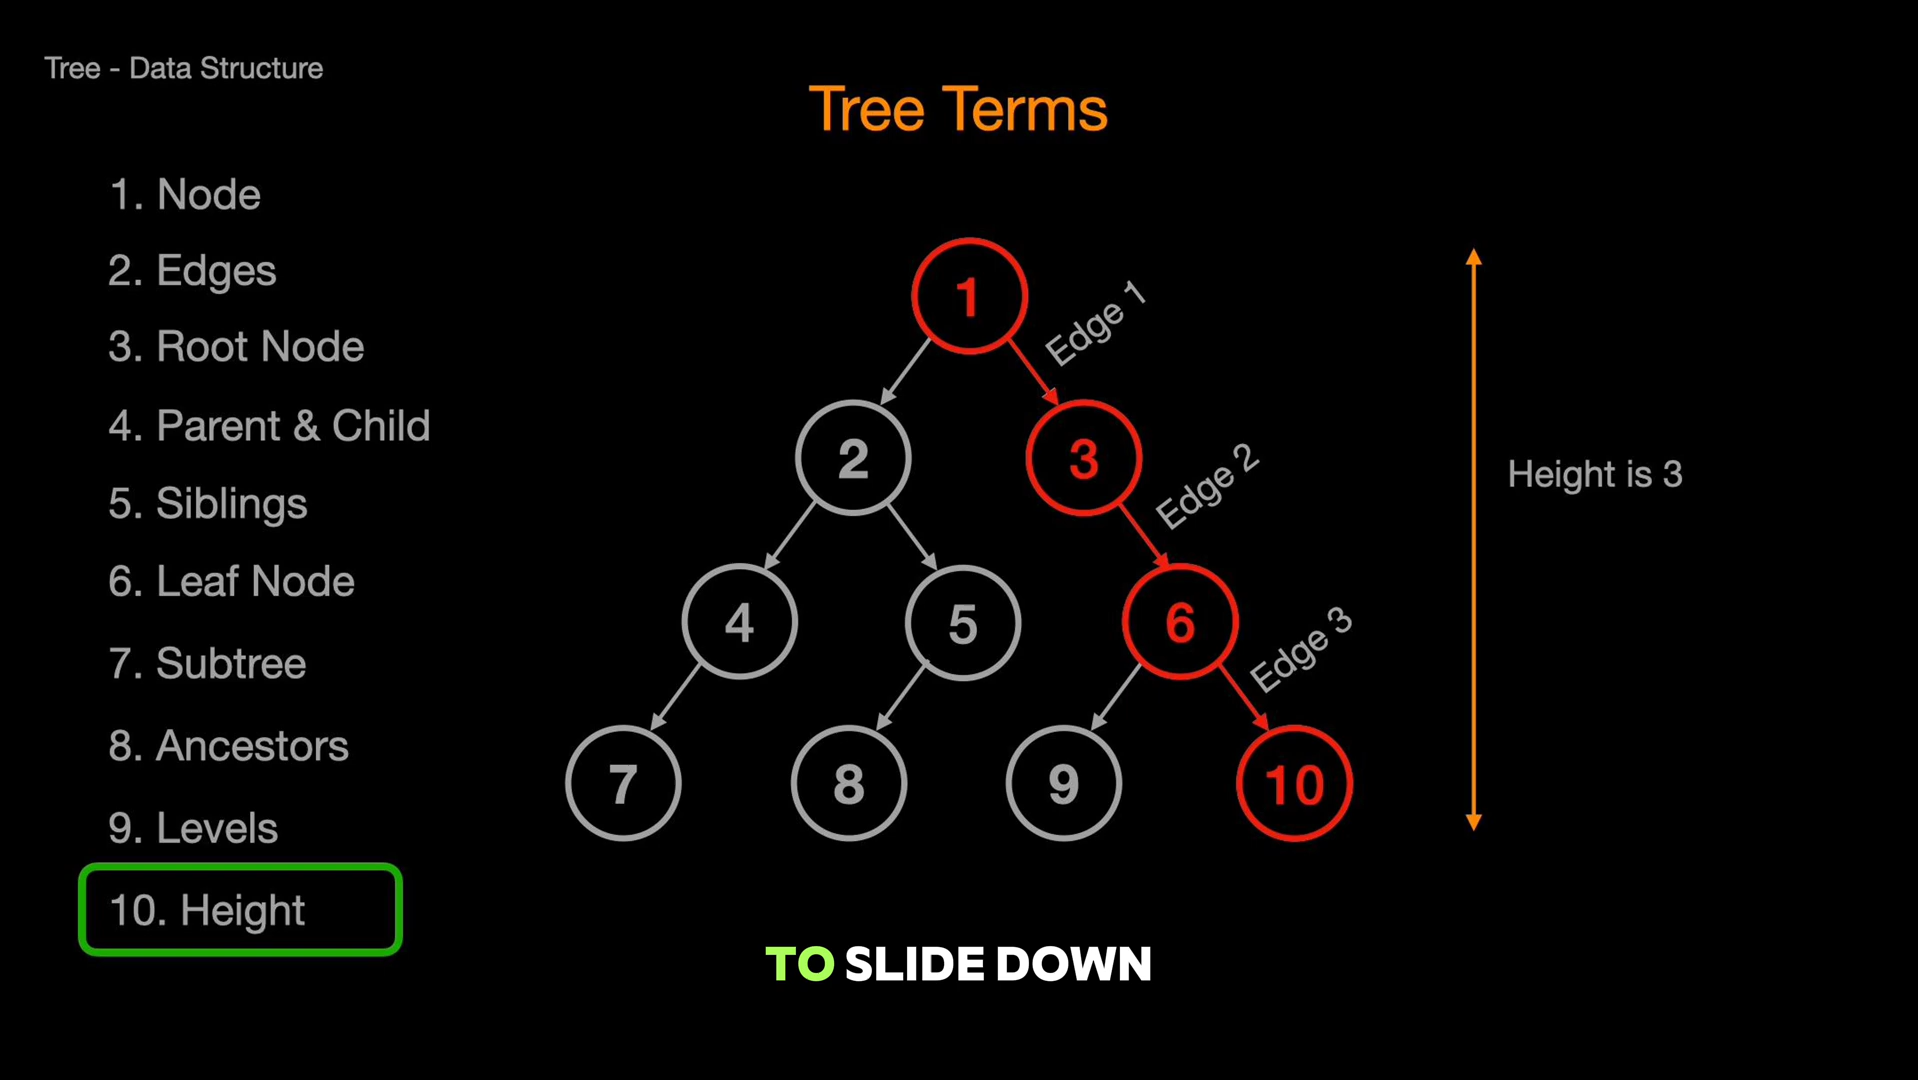 Tree - Data Structure
Tree Terms
1. Node
2. Edges
3. Root Node
4. Parent & Child
5. Siblings
6. Leaf Node
7. Subtree
8. Ancestors
9. Levels
10. Height
1
Edge 1
2
3
Edge 2
4
5
6
Edge 3
7
8
9
10
Height is 3
TO SLIDE DOWN